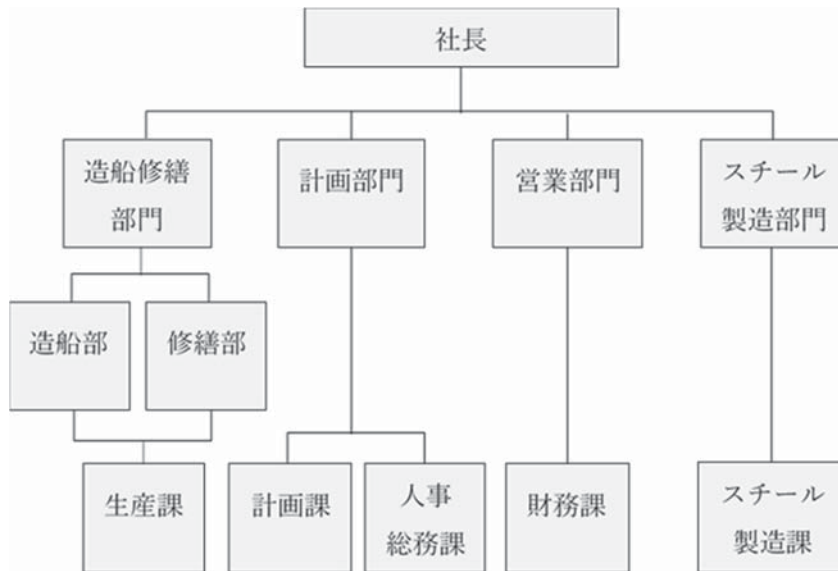 社長
造船修繕
部門
計画部門
営業部門
スチール
製造部門
造船部
修繕部
生産課
計画課
人事
総務課
財務課
スチール
製造課